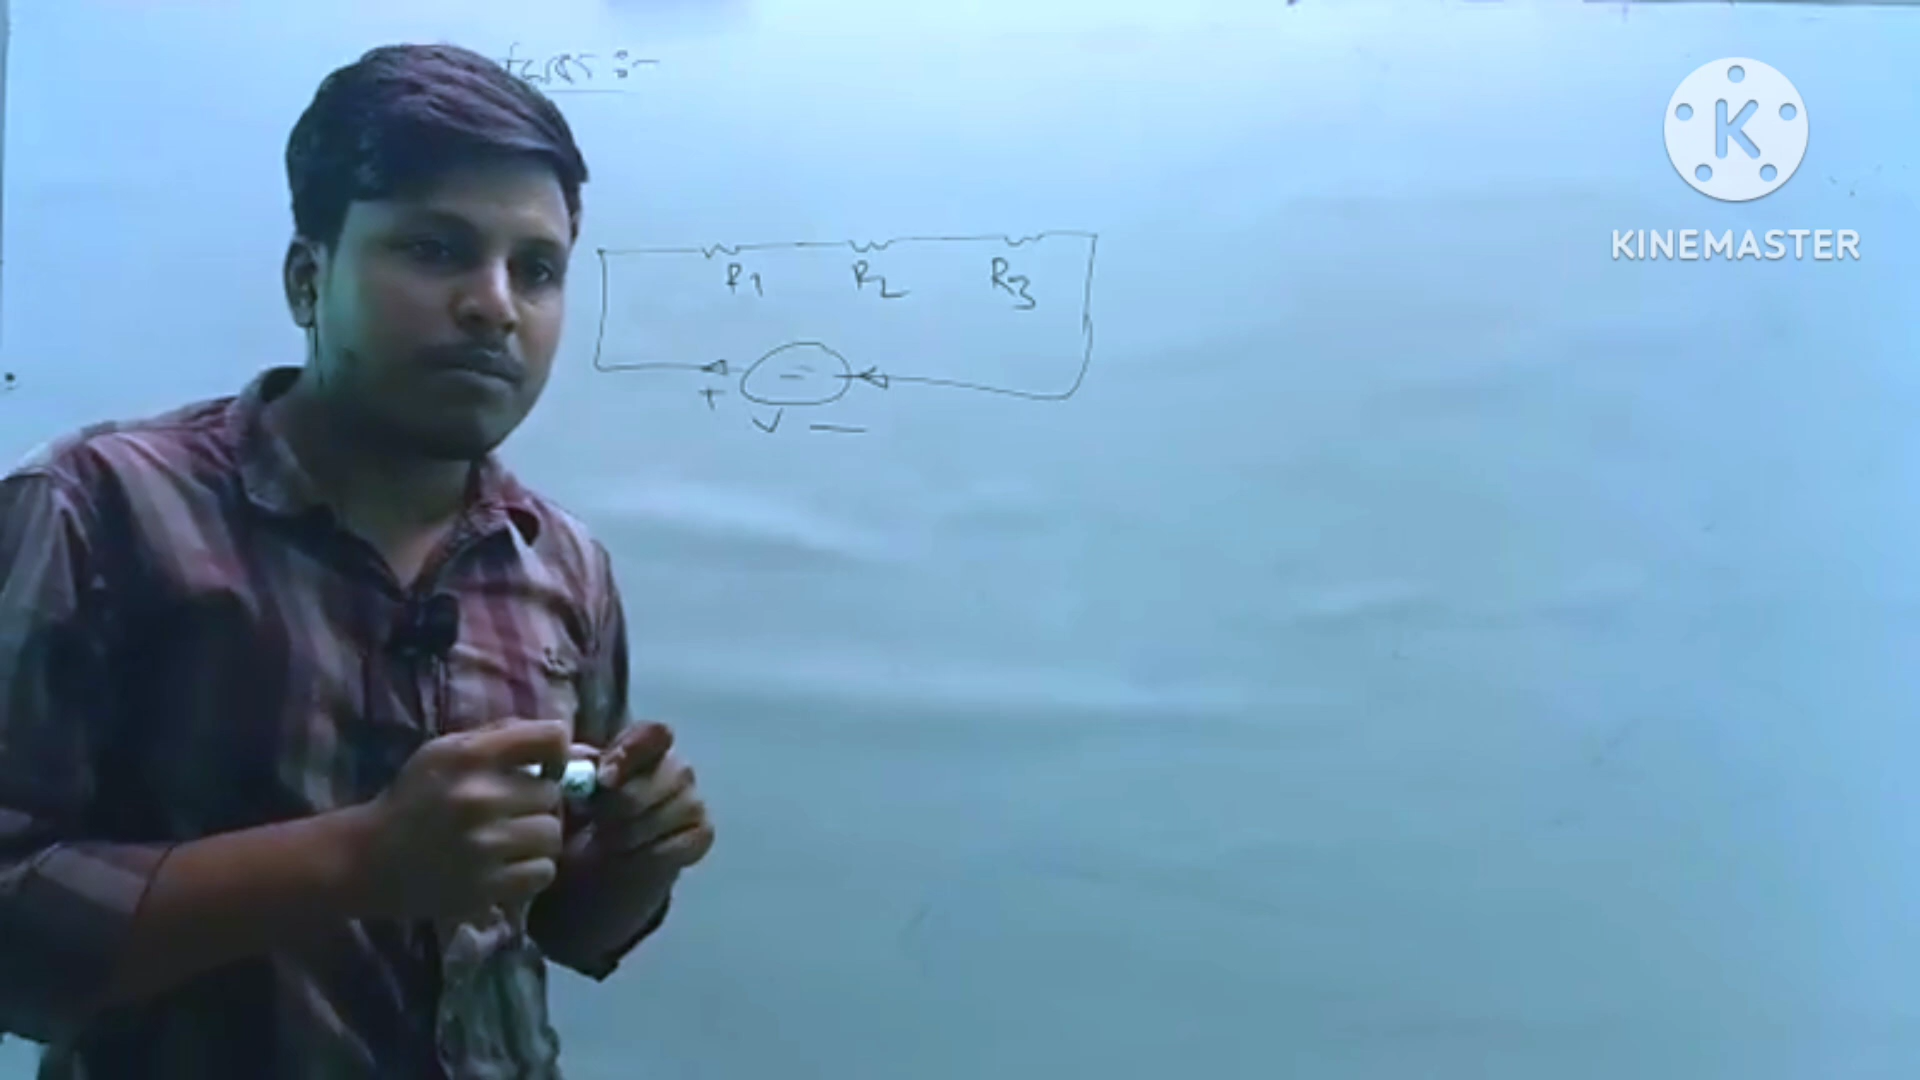 K
KINEMASTER
R1 R2 R3
+
V —